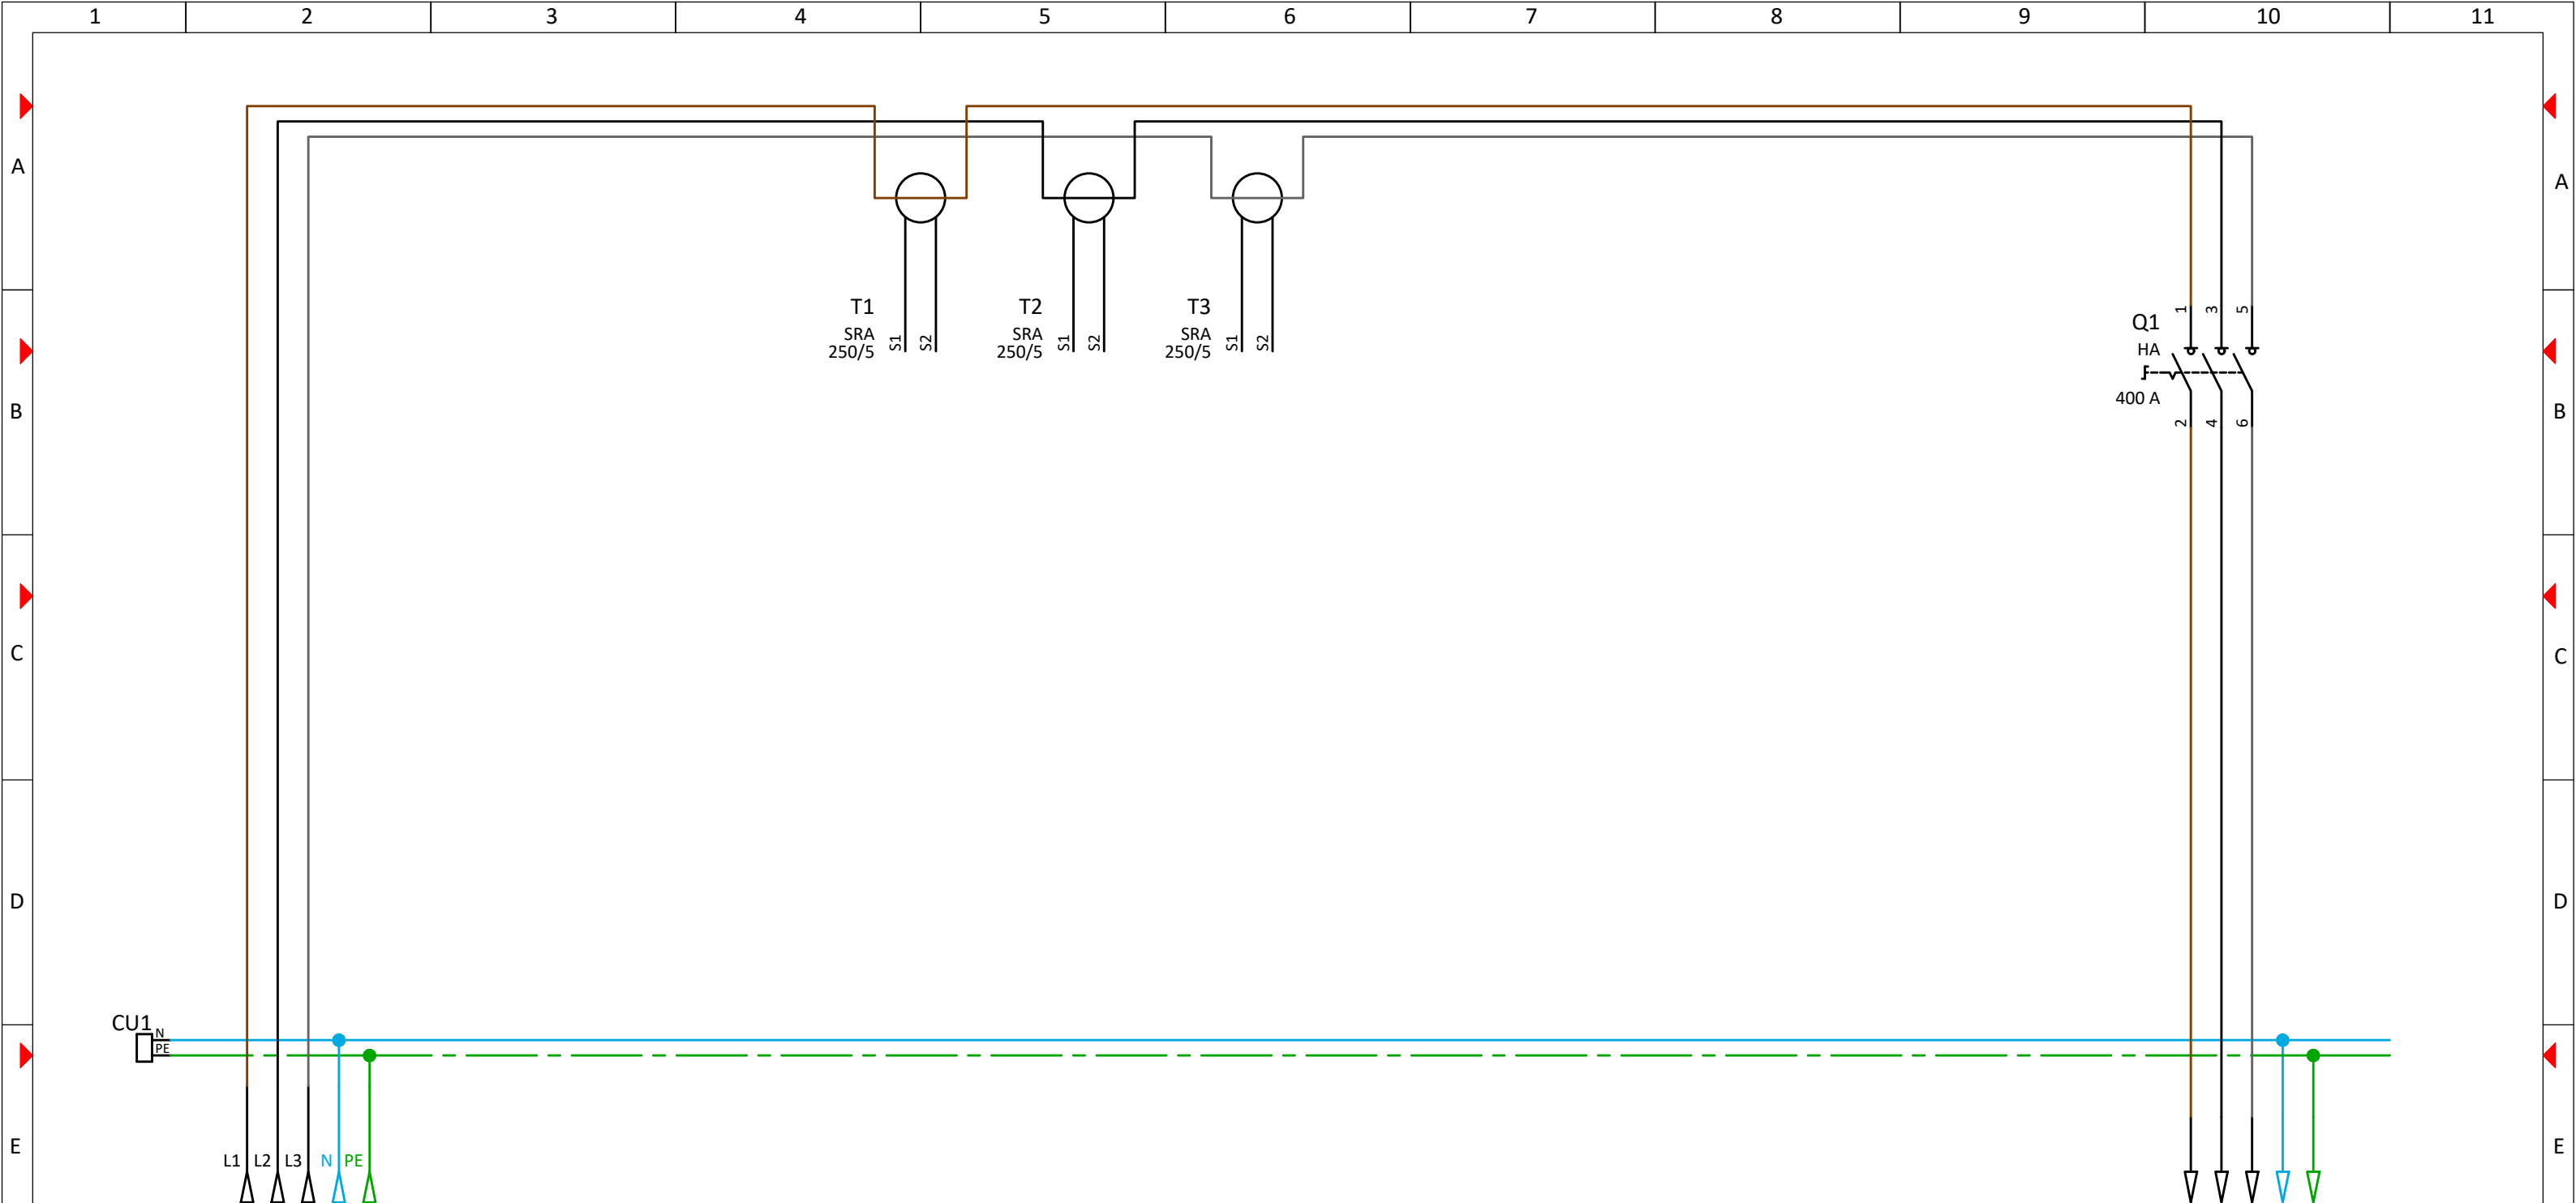 1 2 3 4 5 6 7 8 9 10 11
A A
T1 T2 T3
SRA SRA SRA
250/5 250/5 250/5
S1 S2 S1 S2 S1 S2
1 3 5
Q1
HA
400 A
2 4 6
B B
C C
D D
CU1
N
PE
E E
L1 L2 L3 N PE